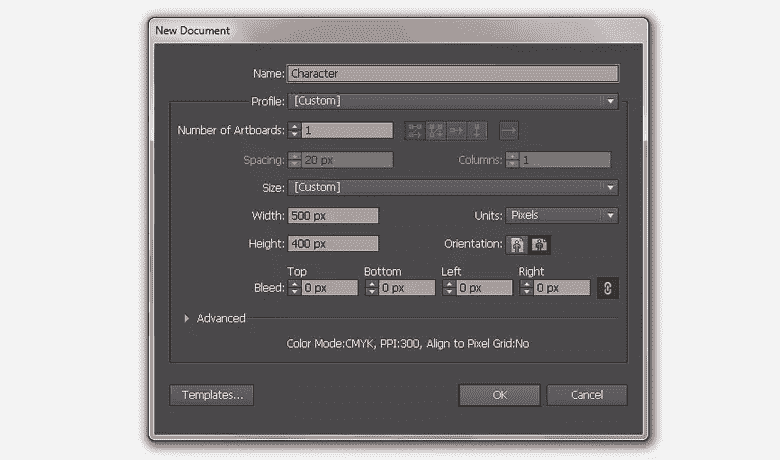 New Document
Name: Character
Profile: [Custom]
Number of Artboards: 1
Spacing: 20 px Columns: 1
Size: [Custom]
Width: 500 px Units: Pixels
Height: 400 px Orientation:
Top Bottom Left Right
Bleed: 0 px 0 px 0 px 0 px
Advanced
Color Mode:CMYK, PPI:300, Align to Pixel Grid:No
Templates... OK Cancel